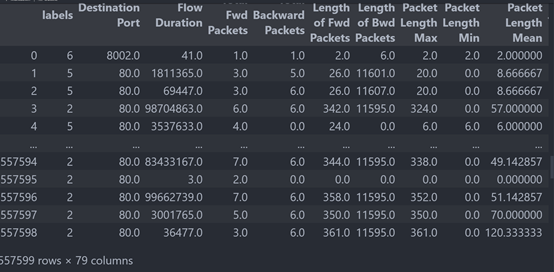 labels Destination Port Flow Duration Fwd Packets Backward Packets Length of Fwd Packets Length of Bwd Packets Packet Length Max Packet Length Min Packet Length Mean
0 6 8002.0 41.0 1.0 1.0 2.0 6.0 2.0 2.0 2.000000
1 5 80.0 1811365.0 3.0 5.0 26.0 11601.0 20.0 0.0 8.666667
2 5 80.0 69447.0 3.0 6.0 26.0 11607.0 20.0 0.0 8.666667
3 2 80.0 98704863.0 6.0 6.0 342.0 11595.0 324.0 0.0 57.000000
4 5 80.0 3537633.0 4.0 0.0 24.0 0.0 6.0 6.0 6.000000
... ... ... ... ... ... ... ... ... ... ...
557594 2 80.0 83433167.0 7.0 6.0 344.0 11595.0 338.0 0.0 49.142857
557595 2 80.0 3.0 2.0 0.0 0.0 0.0 0.0 0.0 0.000000
557596 2 80.0 99662739.0 7.0 6.0 358.0 11595.0 352.0 0.0 51.142857
557597 2 80.0 3001765.0 5.0 6.0 350.0 11595.0 350.0 0.0 70.000000
557598 2 80.0 36477.0 3.0 6.0 361.0 11595.0 361.0 0.0 120.333333
557599 rows × 79 columns